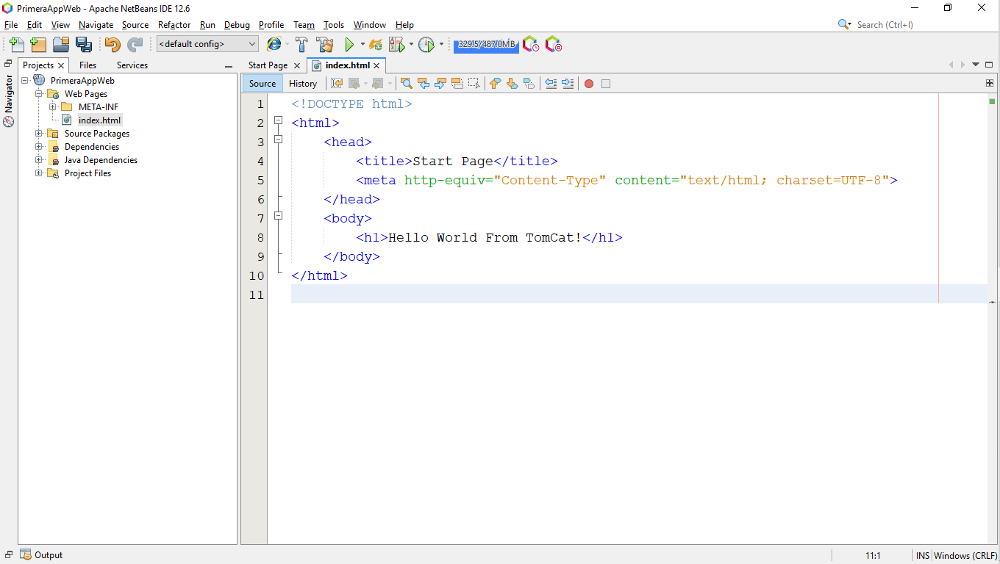 PrimeraAppWeb - Apache NetBeans IDE 12.6
File Edit View Navigate Source Refactor Run Debug Profile Team Tools Window Help
Search (Ctrl+I)
<default config>
329.5/487.0MB
Projects Files Services
Start Page index.html
Source History
Navigator
PrimeraAppWeb
Web Pages
META-INF
index.html
Source Packages
Dependencies
Java Dependencies
Project Files
1 <!DOCTYPE html>
2 <html>
3 <head>
4 <title>Start Page</title>
5 <meta http-equiv="Content-Type" content="text/html; charset=UTF-8">
6 </head>
7 <body>
8 <h1>Hello World From TomCat!</h1>
9 </body>
10 </html>
11
Output
11:1 INS Windows (CRLF)